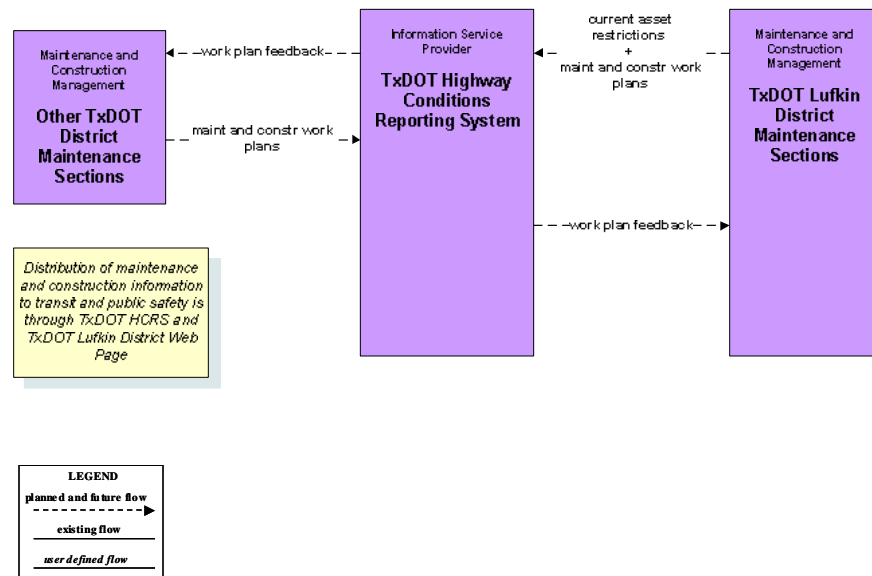 Maintenance and
Construction
Management
Other TxDOT
District
Maintenance
Sections
work plan feedback
maint and constr work
plans
Information Service
Provider
TxDOT Highway
Conditions
Reporting System
current asset
restrictions
+
maint and constr work
plans
work plan feedback
Maintenance and
Construction
Management
TxDOT Lufkin
District
Maintenance
Sections
Distribution of maintenance
and construction information
to transit and public safety is
through TxDOT HCRS and
TxDOT Lufkin District Web
Page
LEGEND
planned and future flow
existing flow
user defined flow